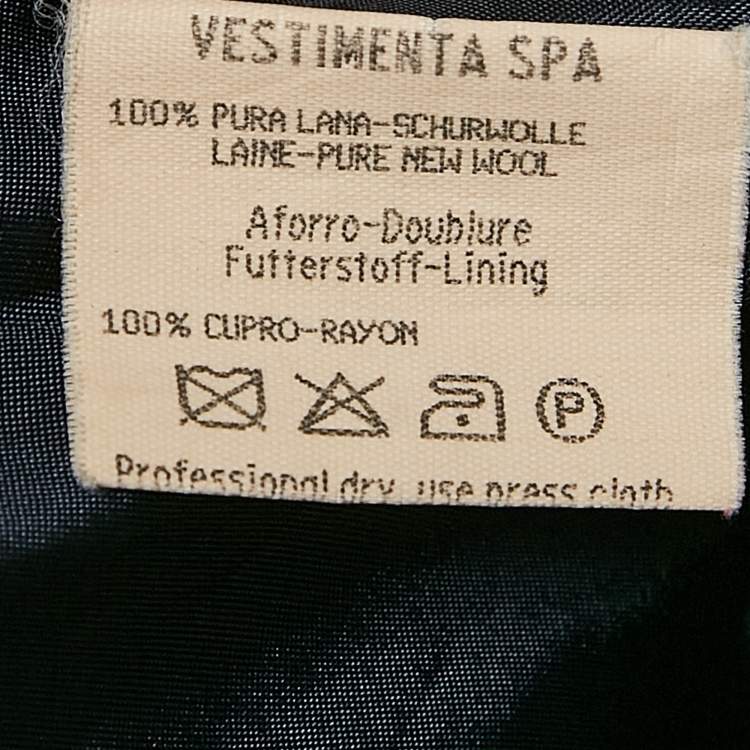 VESTIMENTA SPA
100% PURA LANA-SCHURWOLLE
LAINE-PURE NEW WOOL
Aforro-Doublure
Futterstoff-Lining
100% CUPRO-RAYON
P
Professional dry, use press cloth